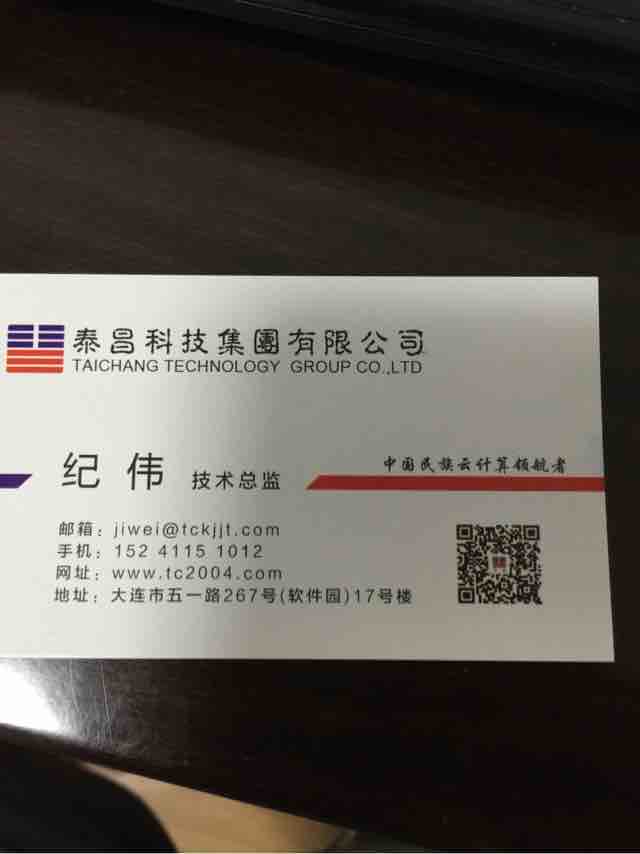 泰昌科技集團有限公司
TAICHANG TECHNOLOGY GROUP CO.,LTD
纪 伟 技术总监
中国民族云计算领航者
邮箱：jiwei@tckjjt.com
手机：152 4115 1012
网址：www.tc2004.com
地址：大连市五一路267号(软件园)17号楼